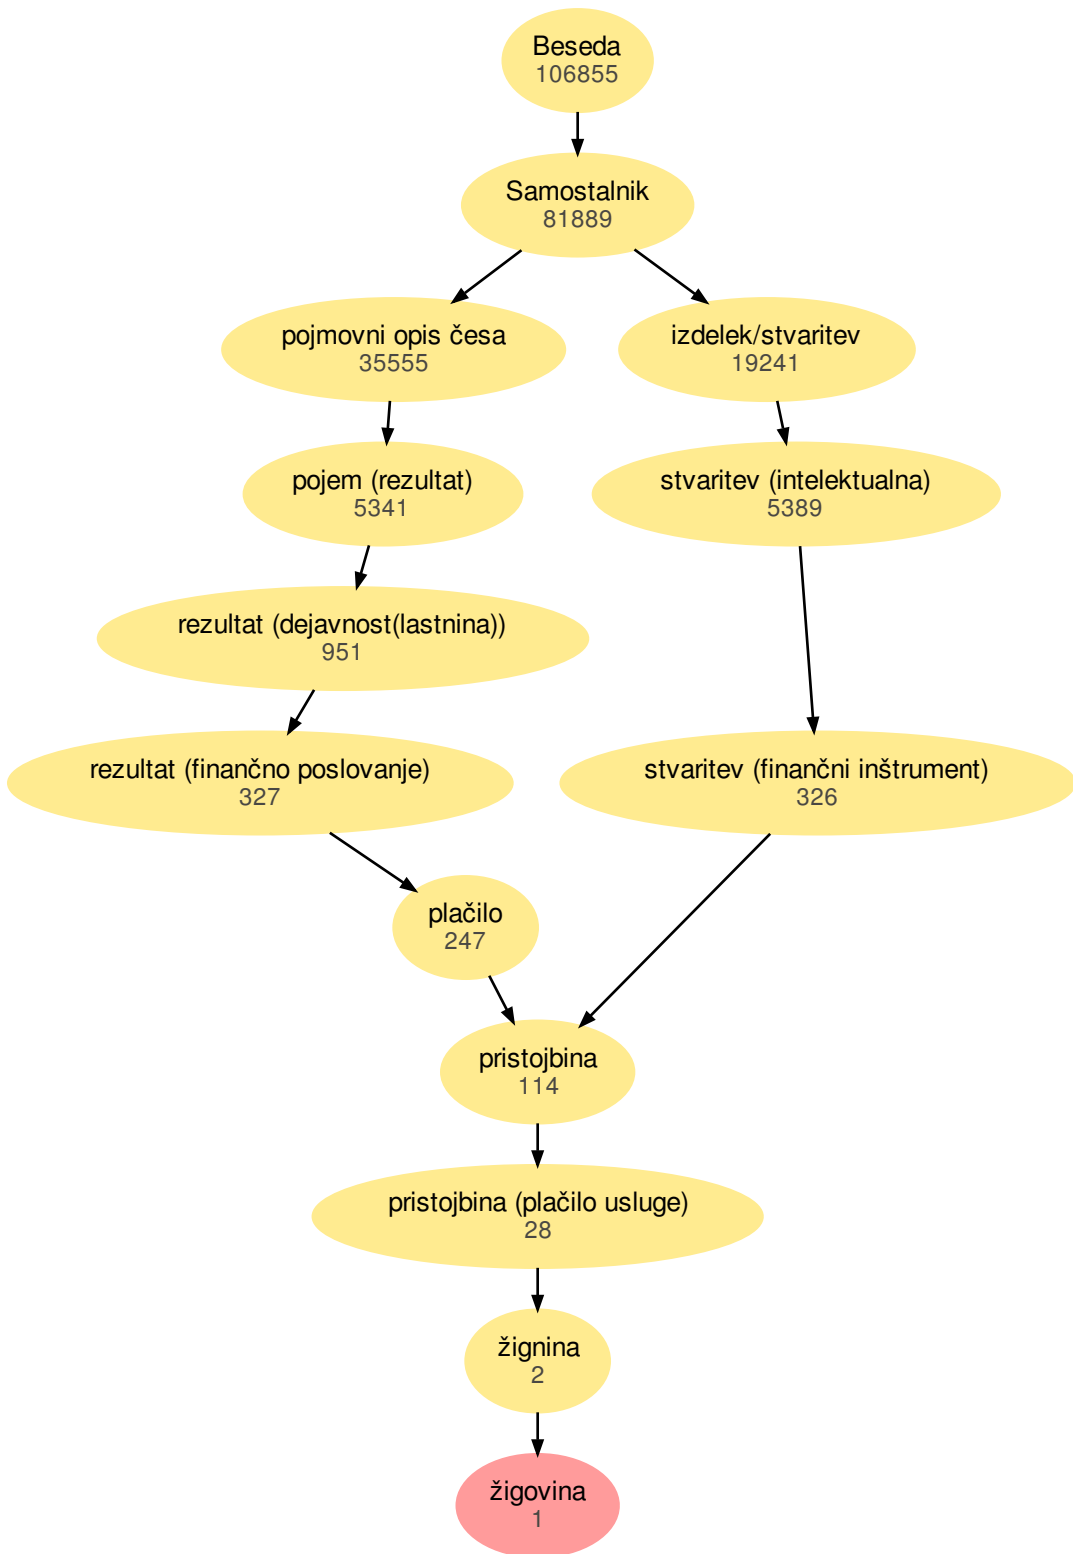 Beseda
106855
Samostalnik
81889
pojmovni opis česa
35555
izdelek/stvaritev
19241
pojem (rezultat)
5341
stvaritev (intelektualna)
5389
rezultat (dejavnost(lastnina))
951
rezultat (finančno poslovanje)
327
stvaritev (finančni inštrument)
326
plačilo
247
pristojbina
114
pristojbina (plačilo usluge)
28
žignina
2
žigovina
1